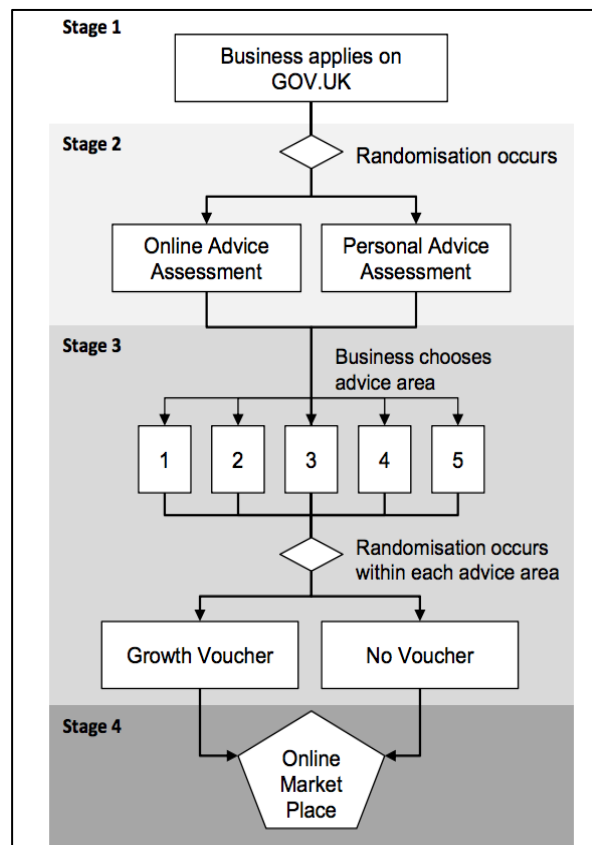 Stage 1
Business applies on
GOV.UK
Stage 2
Randomisation occurs
Online Advice
Assessment
Personal Advice
Assessment
Stage 3
Business chooses
advice area
1
2
3
4
5
Randomisation occurs
within each advice area
Growth Voucher
No Voucher
Stage 4
Online
Market
Place